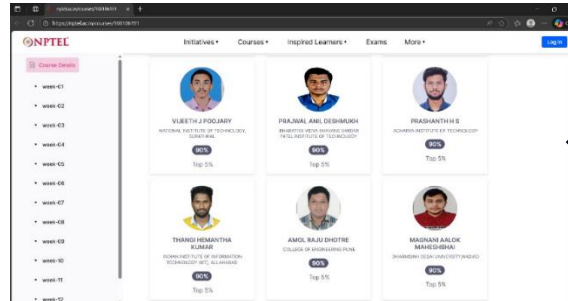 https://nptel.ac.in/courses/108106191
NPTEL
Initiatives
Courses
Inspired Learners
Exams
More
Log in
Course Details
week-01
week-02
week-03
week-04
week-05
week-06
week-07
week-08
week-09
week-10
week-11
week-12
VIJEETH J POOJARY
NATIONAL INSTITUTE OF TECHNOLOGY,
SURATHKAL
90%
Top 5%
PRAJWAL ANIL DESHMUKH
PATEL INSTITUTE OF TECHNOLOGY
90%
Top 5%
PRASHANTH H S
ACHARYA INSTITUTE OF TECHNOLOGY
90%
Top 5%
THANGI HEMANTHA
KUMAR
INDIAN INSTITUTE OF INFORMATION
TECHNOLOGY (IIIT), ALLAHABAD
90%
Top 5%
AMOL RAJU DHOTRE
COLLEGE OF ENGINEERING PUNE
90%
Top 5%
MAGNANI AALOK
MAHESHBHAI
DHARMSINH DESAI UNIVERSITY, NADIAD
90%
Top 5%